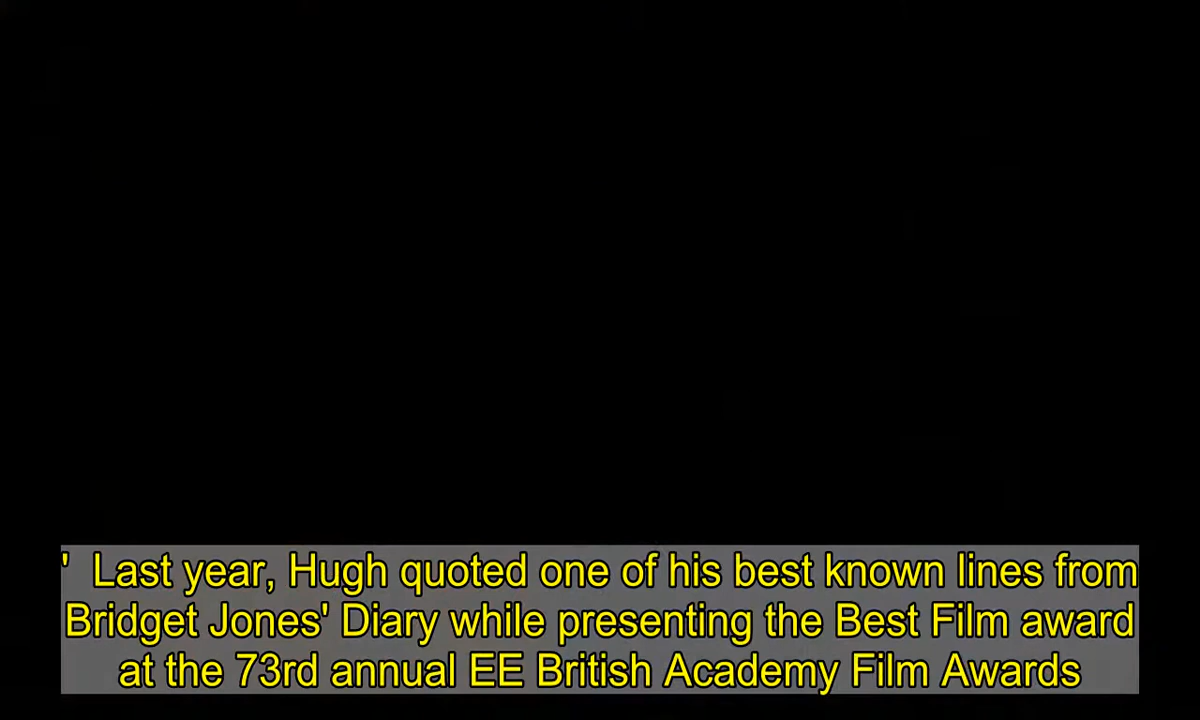 '  Last year, Hugh quoted one of his best known lines from
Bridget Jones' Diary while presenting the Best Film award
at the 73rd annual EE British Academy Film Awards